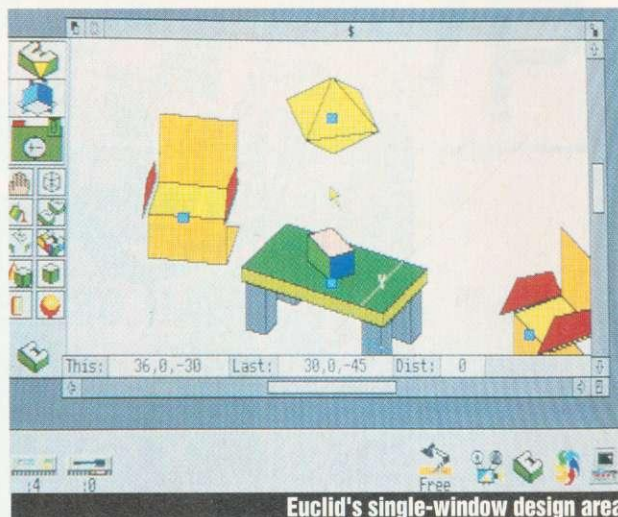 $
Y
This: 36,0,-30 Last: 30,0,-45 Dist: 0
Free
:4 :0
Euclid's single-window design area